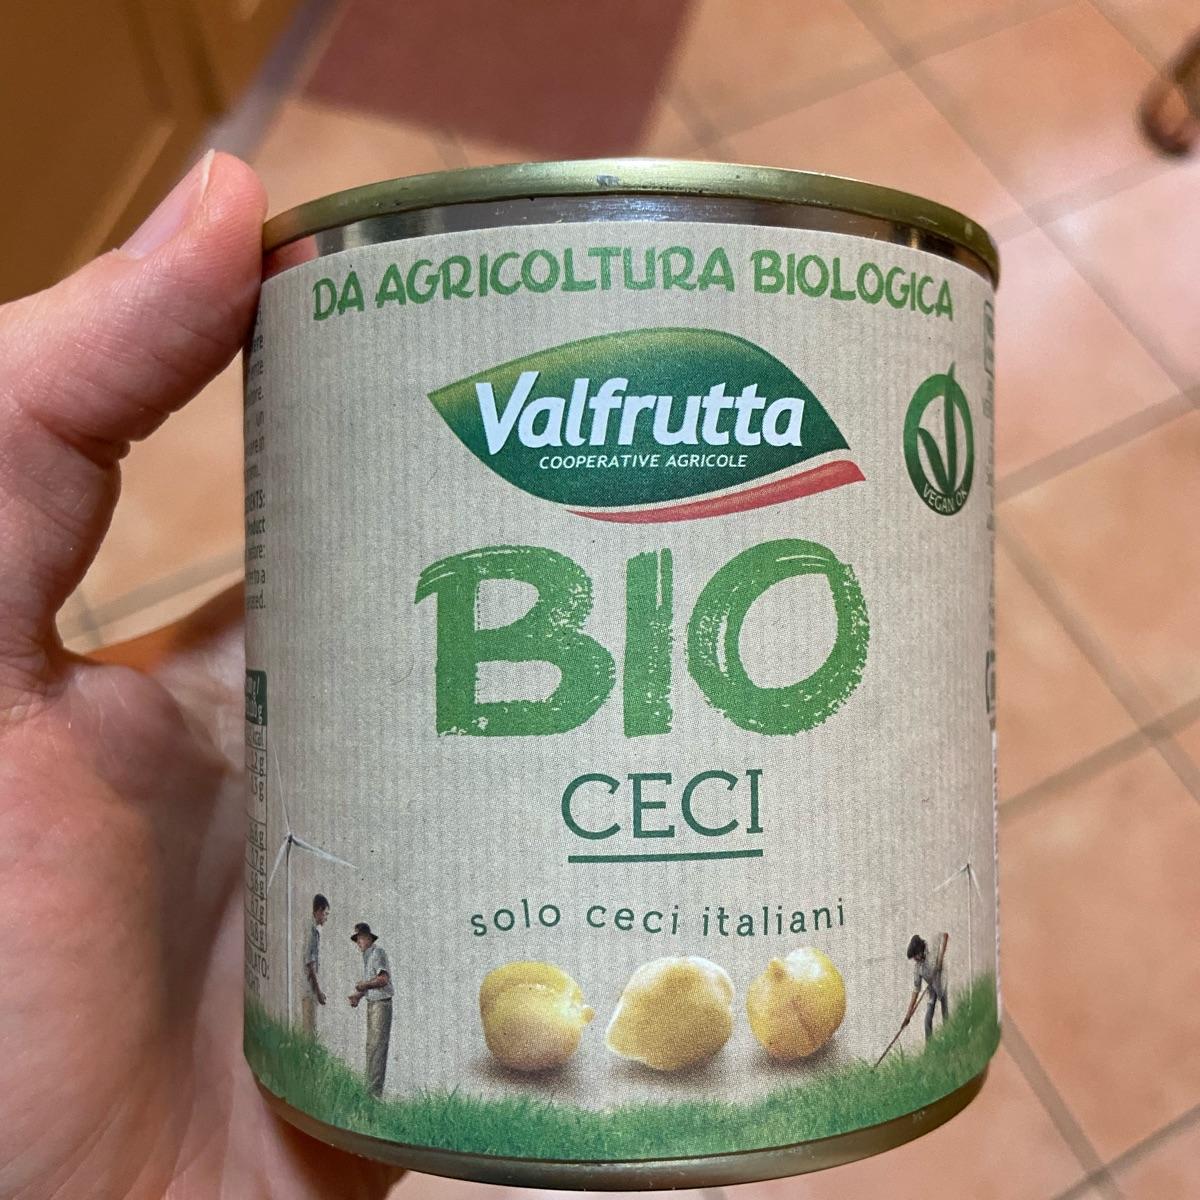 DA AGRICOLTURA BIOLOGICA
Valfrutta
COOPERATIVE AGRICOLE
VEGAN OK
BIO
CECI
solo ceci italiani